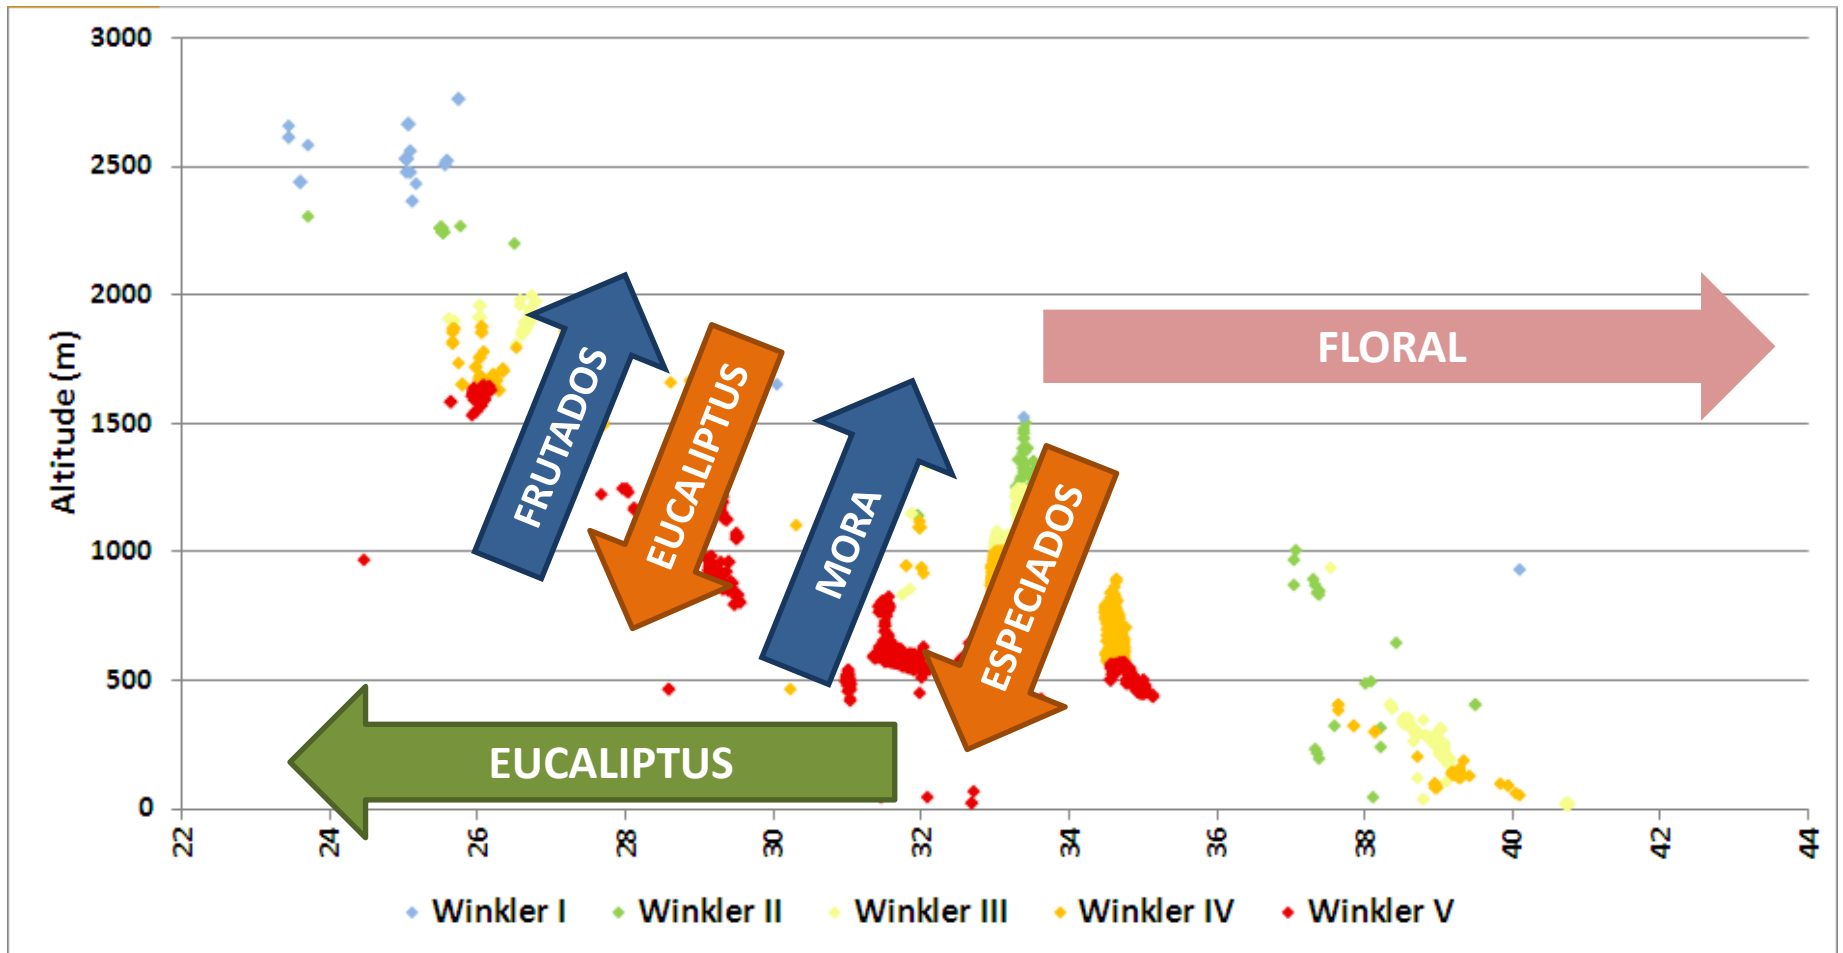 3000
2500
2000
1500
1000
500
0
Altitude (m)
22
24
26
28
30
32
34
36
38
40
42
44
FRUTADOS
EUCALIPTUS
MORA
ESPECIADOS
FLORAL
EUCALIPTUS
Winkler I
Winkler II
Winkler III
Winkler IV
Winkler V